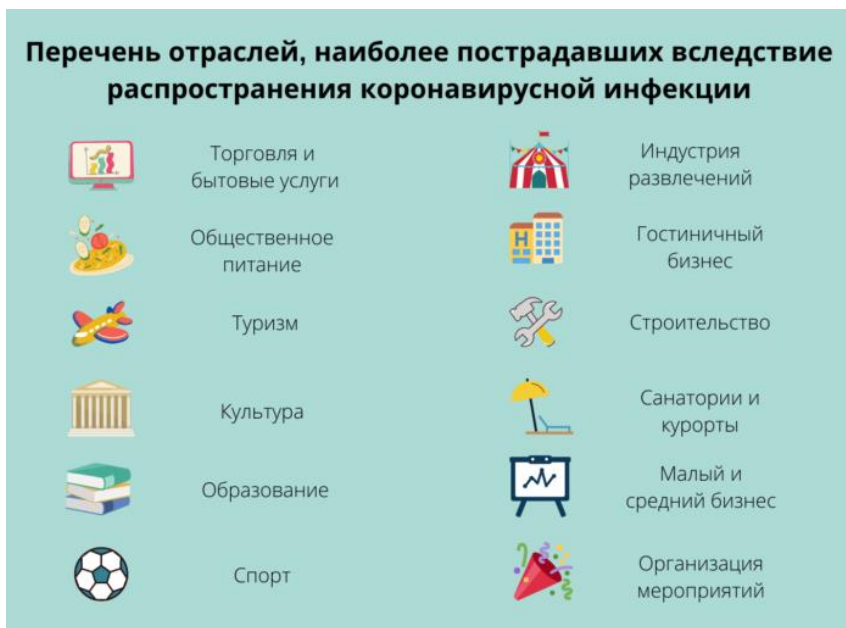 Перечень отраслей, наиболее пострадавших вследствие
распространения коронавирусной инфекции
Торговля и
бытовые услуги
Общественное
питание
Туризм
Культура
Образование
Спорт
Индустрия
развлечений
H
Гостиничный
бизнес
Строительство
Санатории и
курорты
Малый и
средний бизнес
Организация
мероприятий